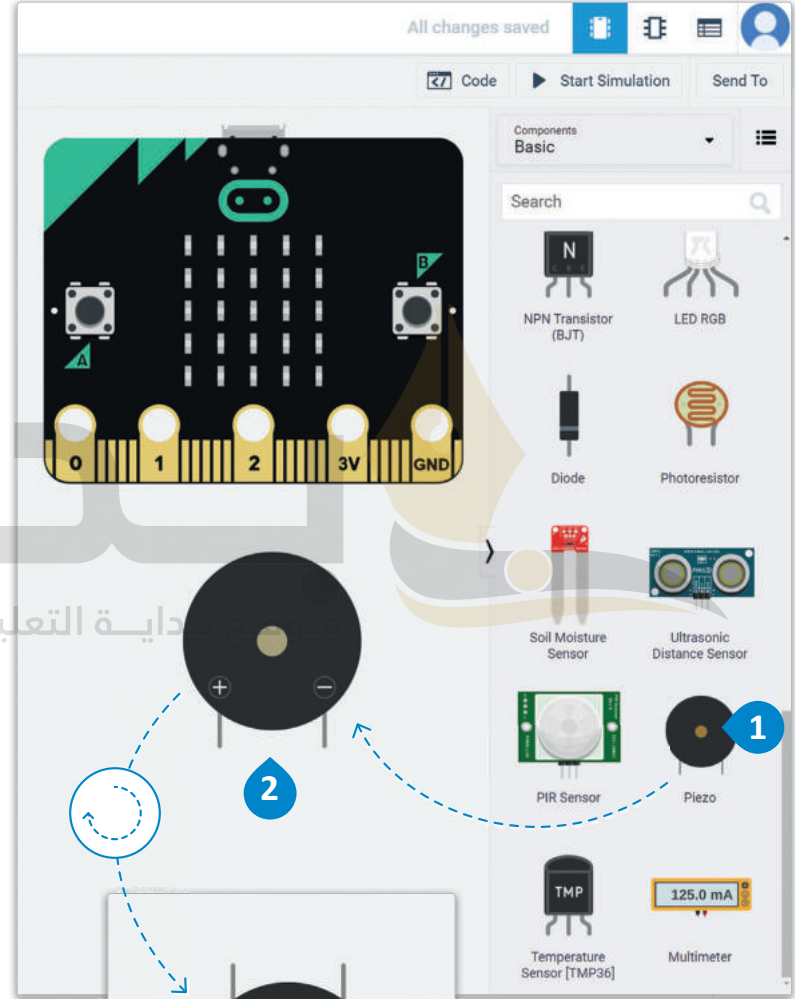 All changes saved
Code
Start Simulation
Send To
Components
Basic
Search
A
B
0 1 2 3V GND
N
C B E
NPN Transistor
(BJT)
LED RGB
Diode
Photoresistor
Soil Moisture
Sensor
Ultrasonic
Distance Sensor
PIR Sensor
1
Piezo
+ −
2
TMP
Temperature
Sensor [TMP36]
125.0 mA
Multimeter